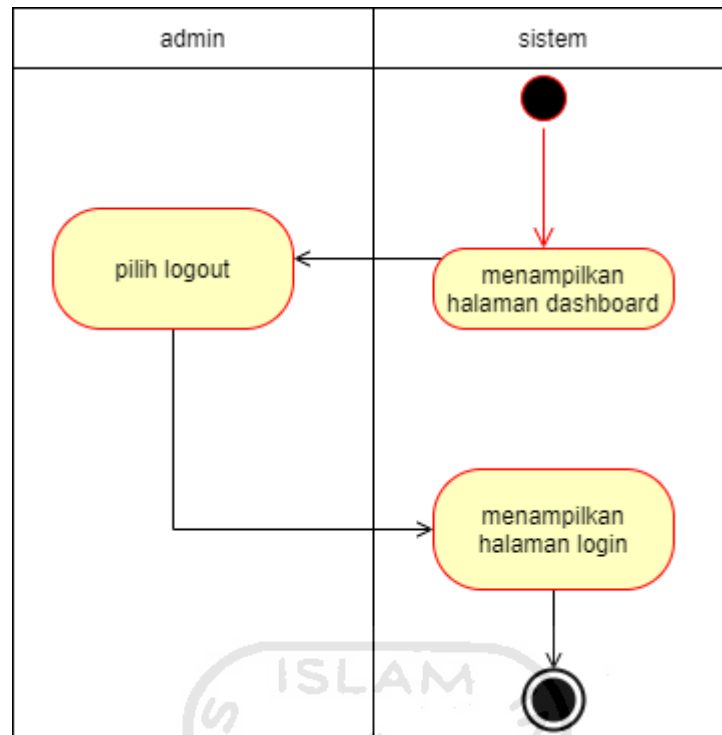 admin
sistem
pilih logout
menampilkan
halaman dashboard
menampilkan
halaman login
ISLAM
S